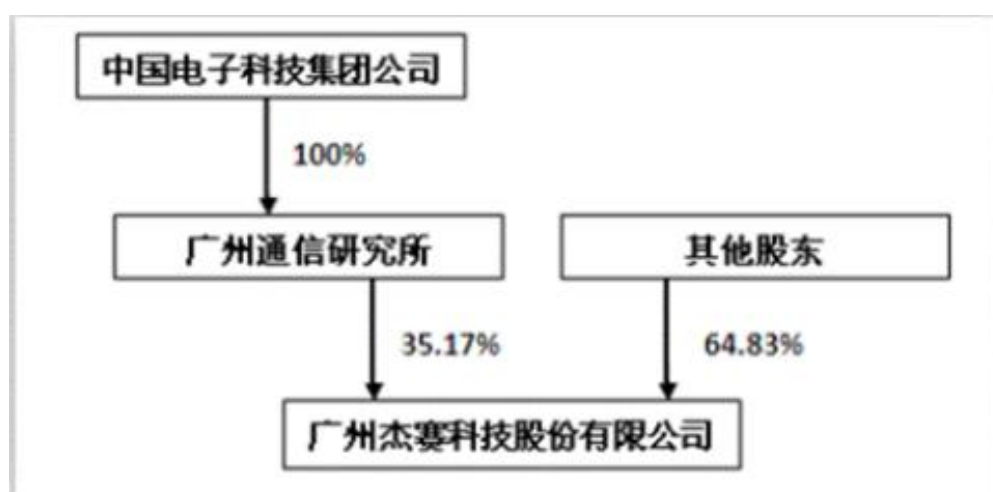 中国电子科技集团公司
100%
广州通信研究所
其他股东
35.17%
64.83%
广州杰赛科技股份有限公司